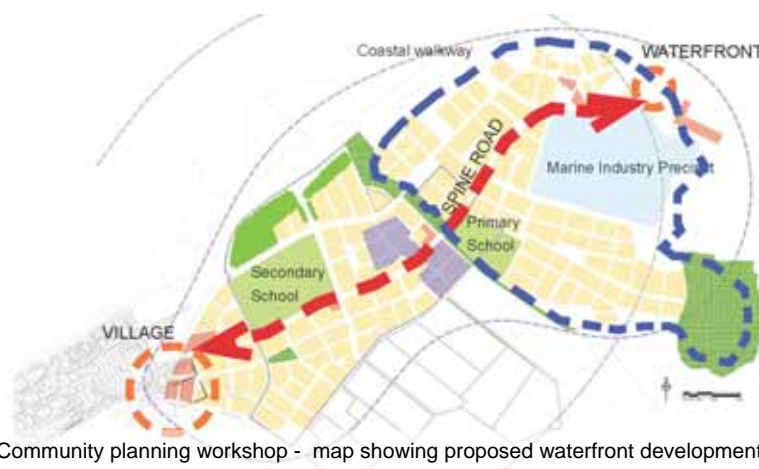 Coastal walkway
WATERFRONT
SPINE ROAD
Marine Industry Precinct
Primary
School
Secondary
School
VILLAGE
Community planning workshop - map showing proposed waterfront development